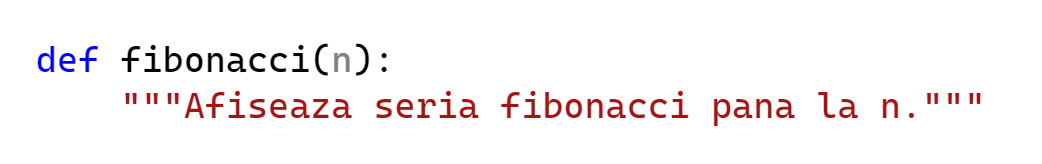 def fibonacci(n):
    """Afiseaza seria fibonacci pana la n."""